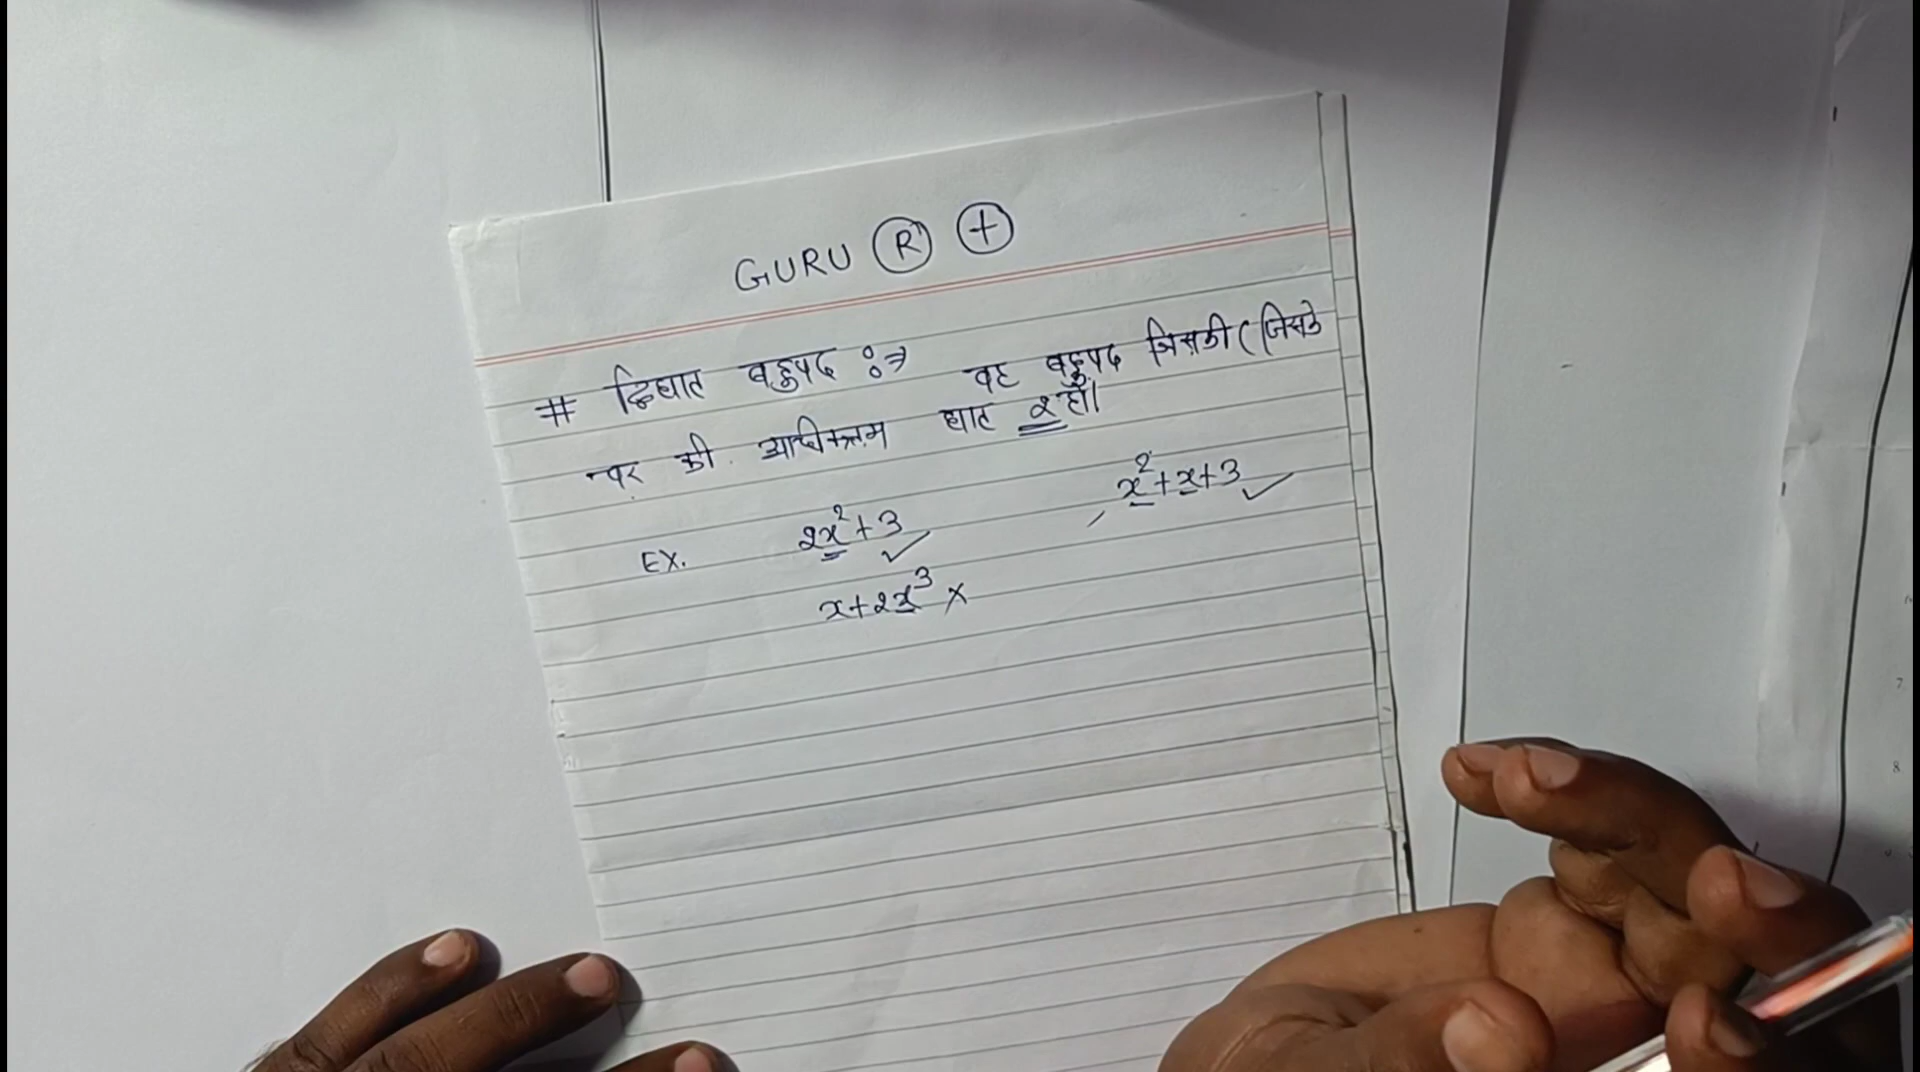 GURU R +
# द्विघात बहुपद :⇒ वह बहुपद जिसकी (जिसके
चर की अधिकतम घात 2 हो।
Ex. 2x²+3 ✓ x²+x+3 ✓
x+2x³ ×